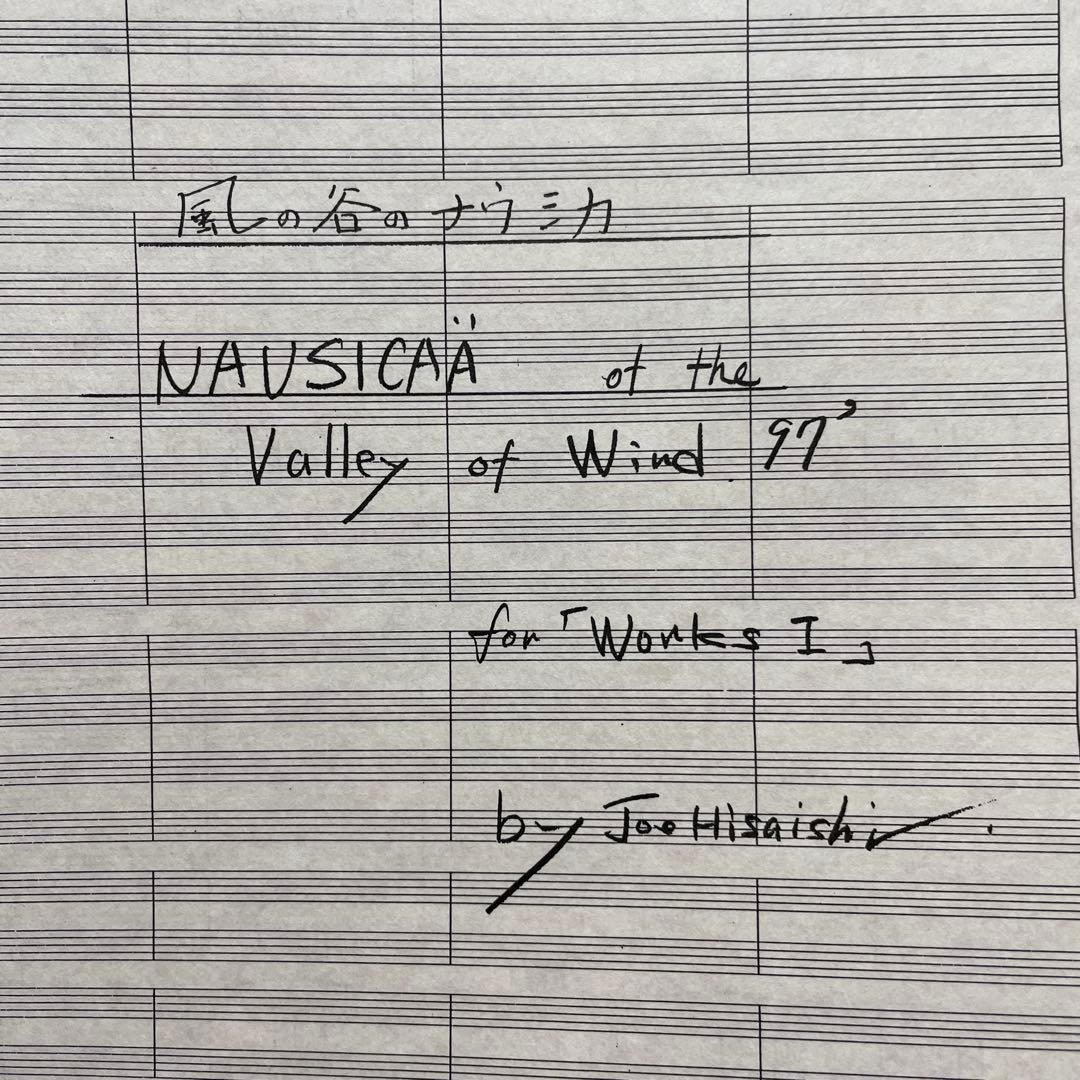 風の谷のナウシカ
NAUSICAÄ of the
Valley of Wind 97'
for「Works I」
by Joe Hisaishi